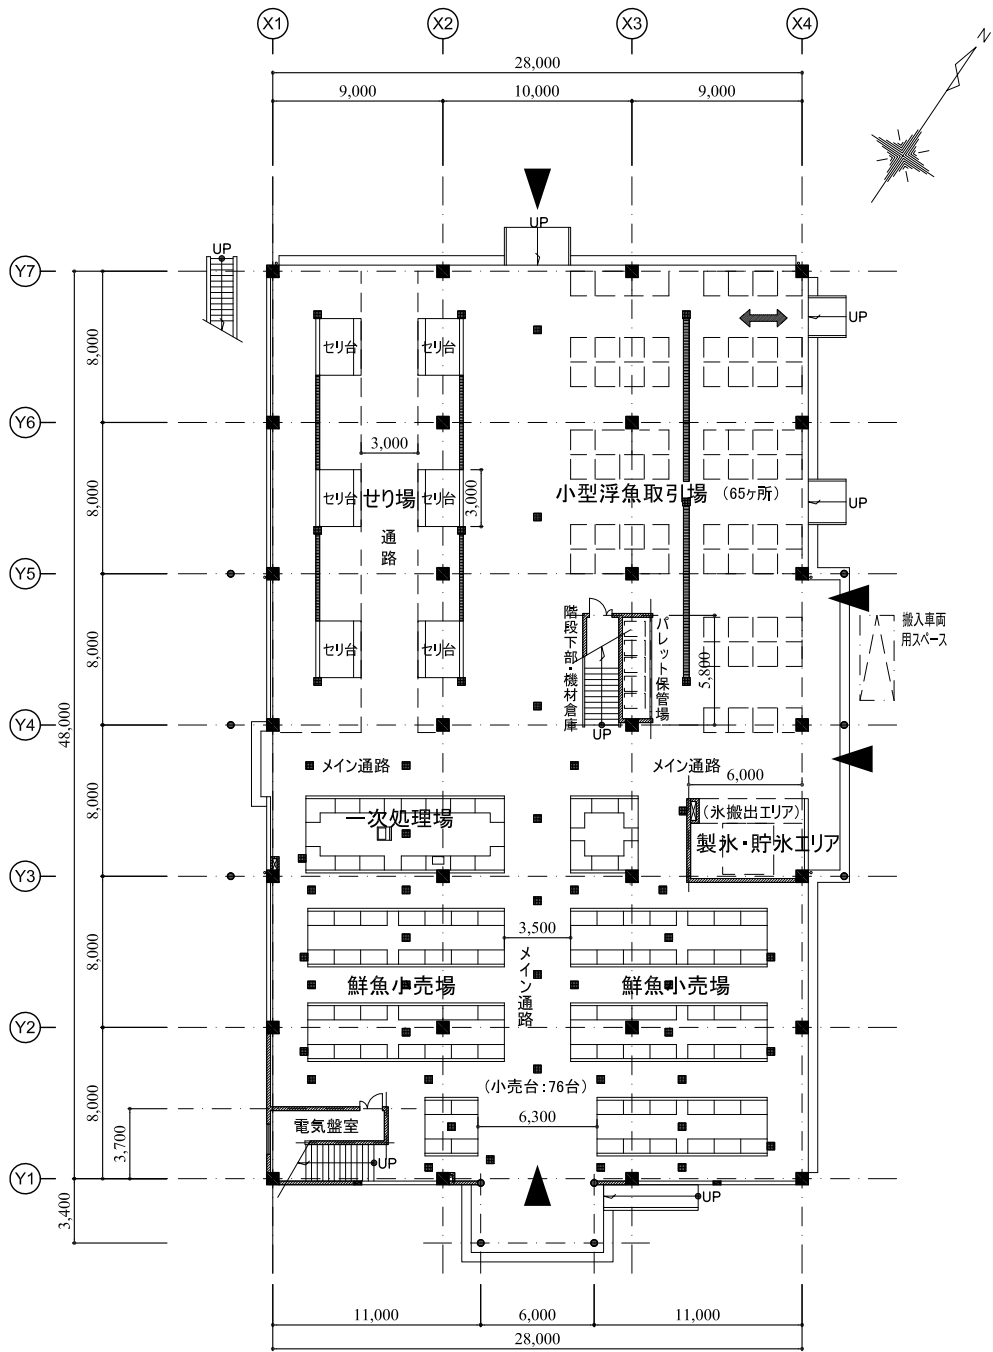 X1
X2
X3
X4
N
28,000
9,000
10,000
9,000
UP
UP
Y7
UP
8,000
セリ台
セリ台
Y6
3,000
8,000
セリ台
せり場
セリ台
3,000
小型浮魚取引場 (65ヶ所)
UP
通路
Y5
階段下部・機材倉庫
パレット保管場
搬入車両
用スペース
8,000
セリ台
セリ台
5,800
UP
Y4
48,000
メイン通路
メイン通路
6,000
8,000
一次処理場
(氷搬出エリア)
製氷・貯氷エリア
Y3
3,500
8,000
メイン通路
鮮魚小売場
鮮魚小売場
Y2
8,000
(小売台:76台)
3,700
電気盤室
6,300
UP
Y1
UP
3,400
11,000
6,000
11,000
28,000